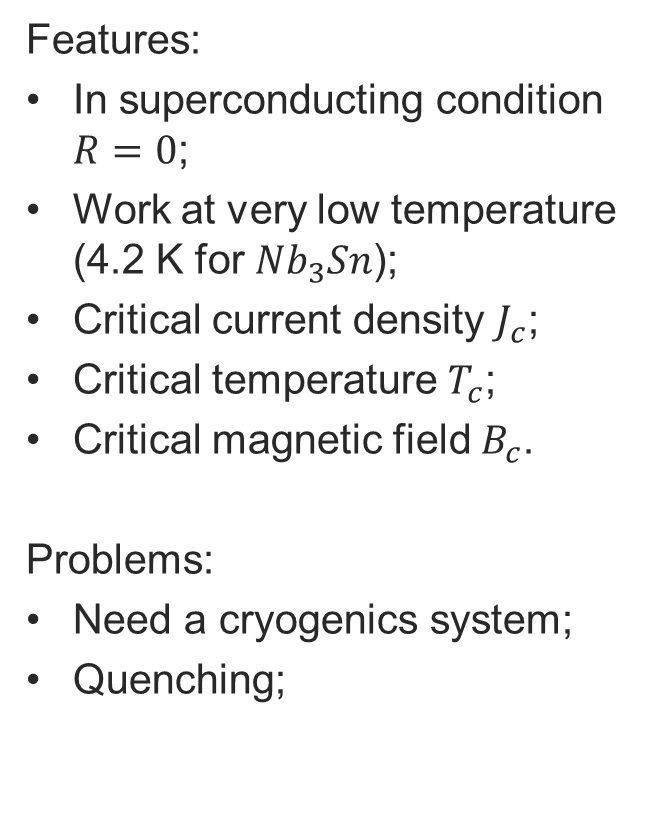 Features:
• In superconducting condition
R = 0;
• Work at very low temperature
(4.2 K for Nb₃Sn);
• Critical current density J_c;
• Critical temperature T_c;
• Critical magnetic field B_c.
Problems:
• Need a cryogenics system;
• Quenching;